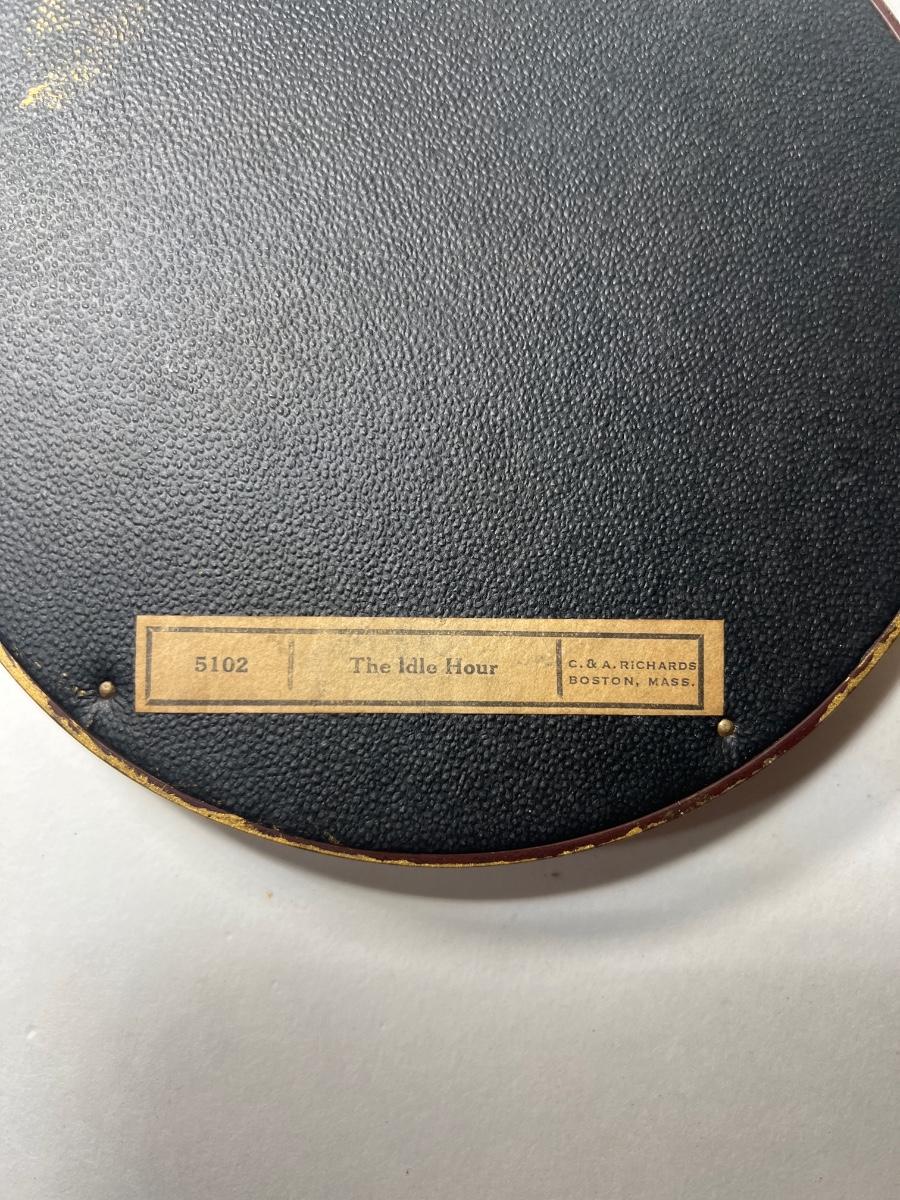 5102
The Idle Hour
C. & A. RICHARDS
BOSTON, MASS.